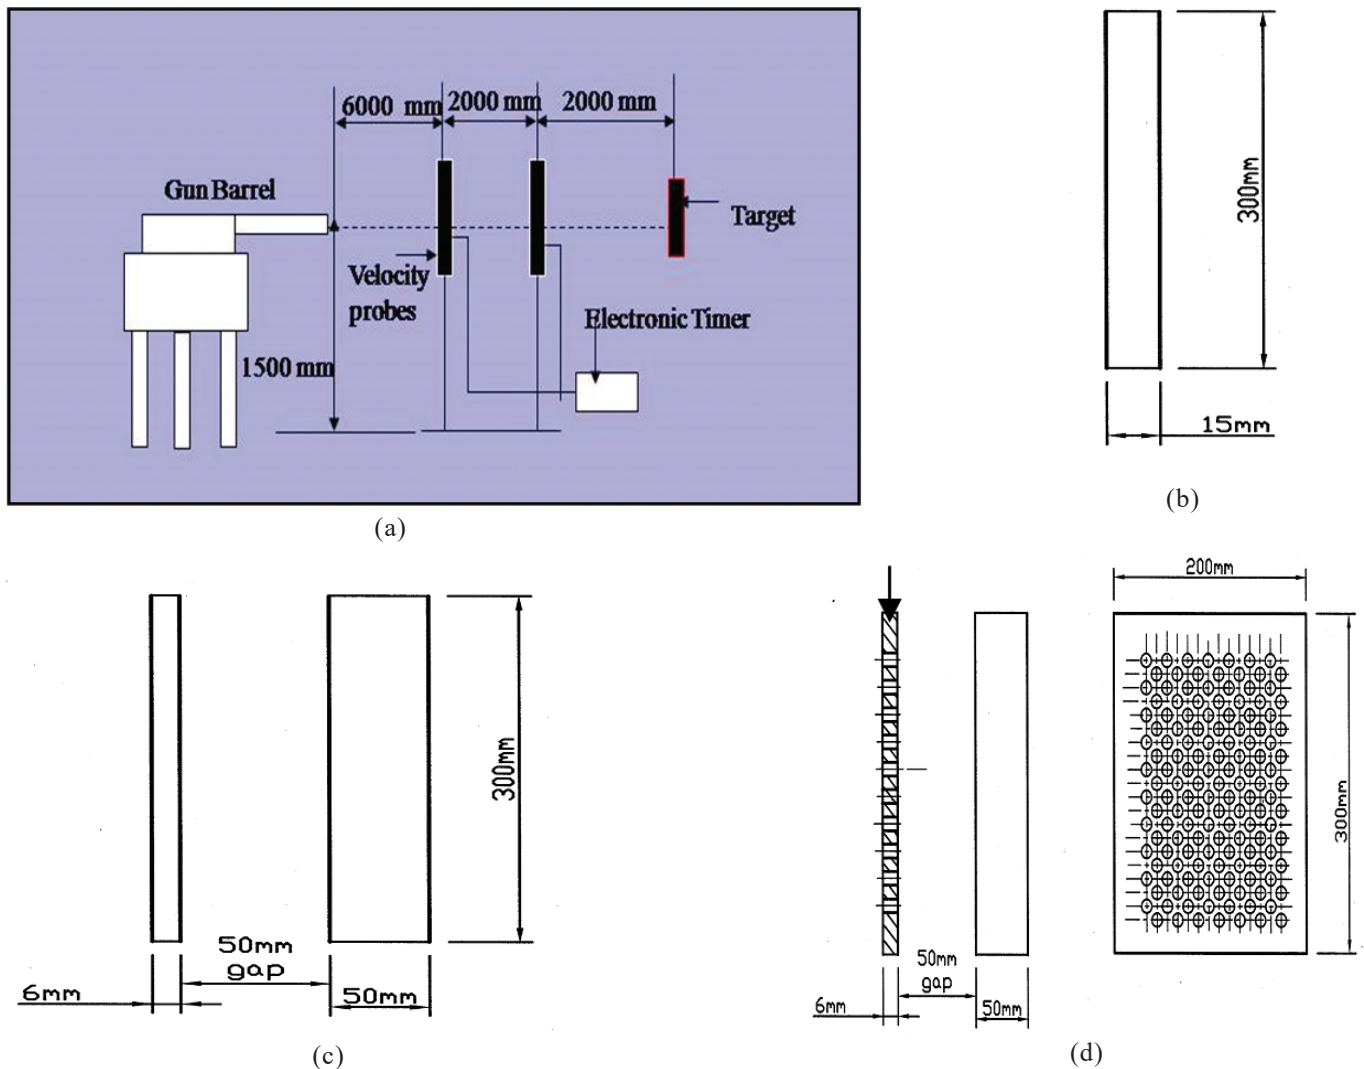 6000 mm 2000 mm 2000 mm
Gun Barrel
Target
Velocity
probes
Electronic Timer
1500 mm
(a)
300mm
15mm
(b)
300mm
50mm
gap
6mm
50mm
(c)
200mm
300mm
50mm
gap
6mm
50mm
(d)